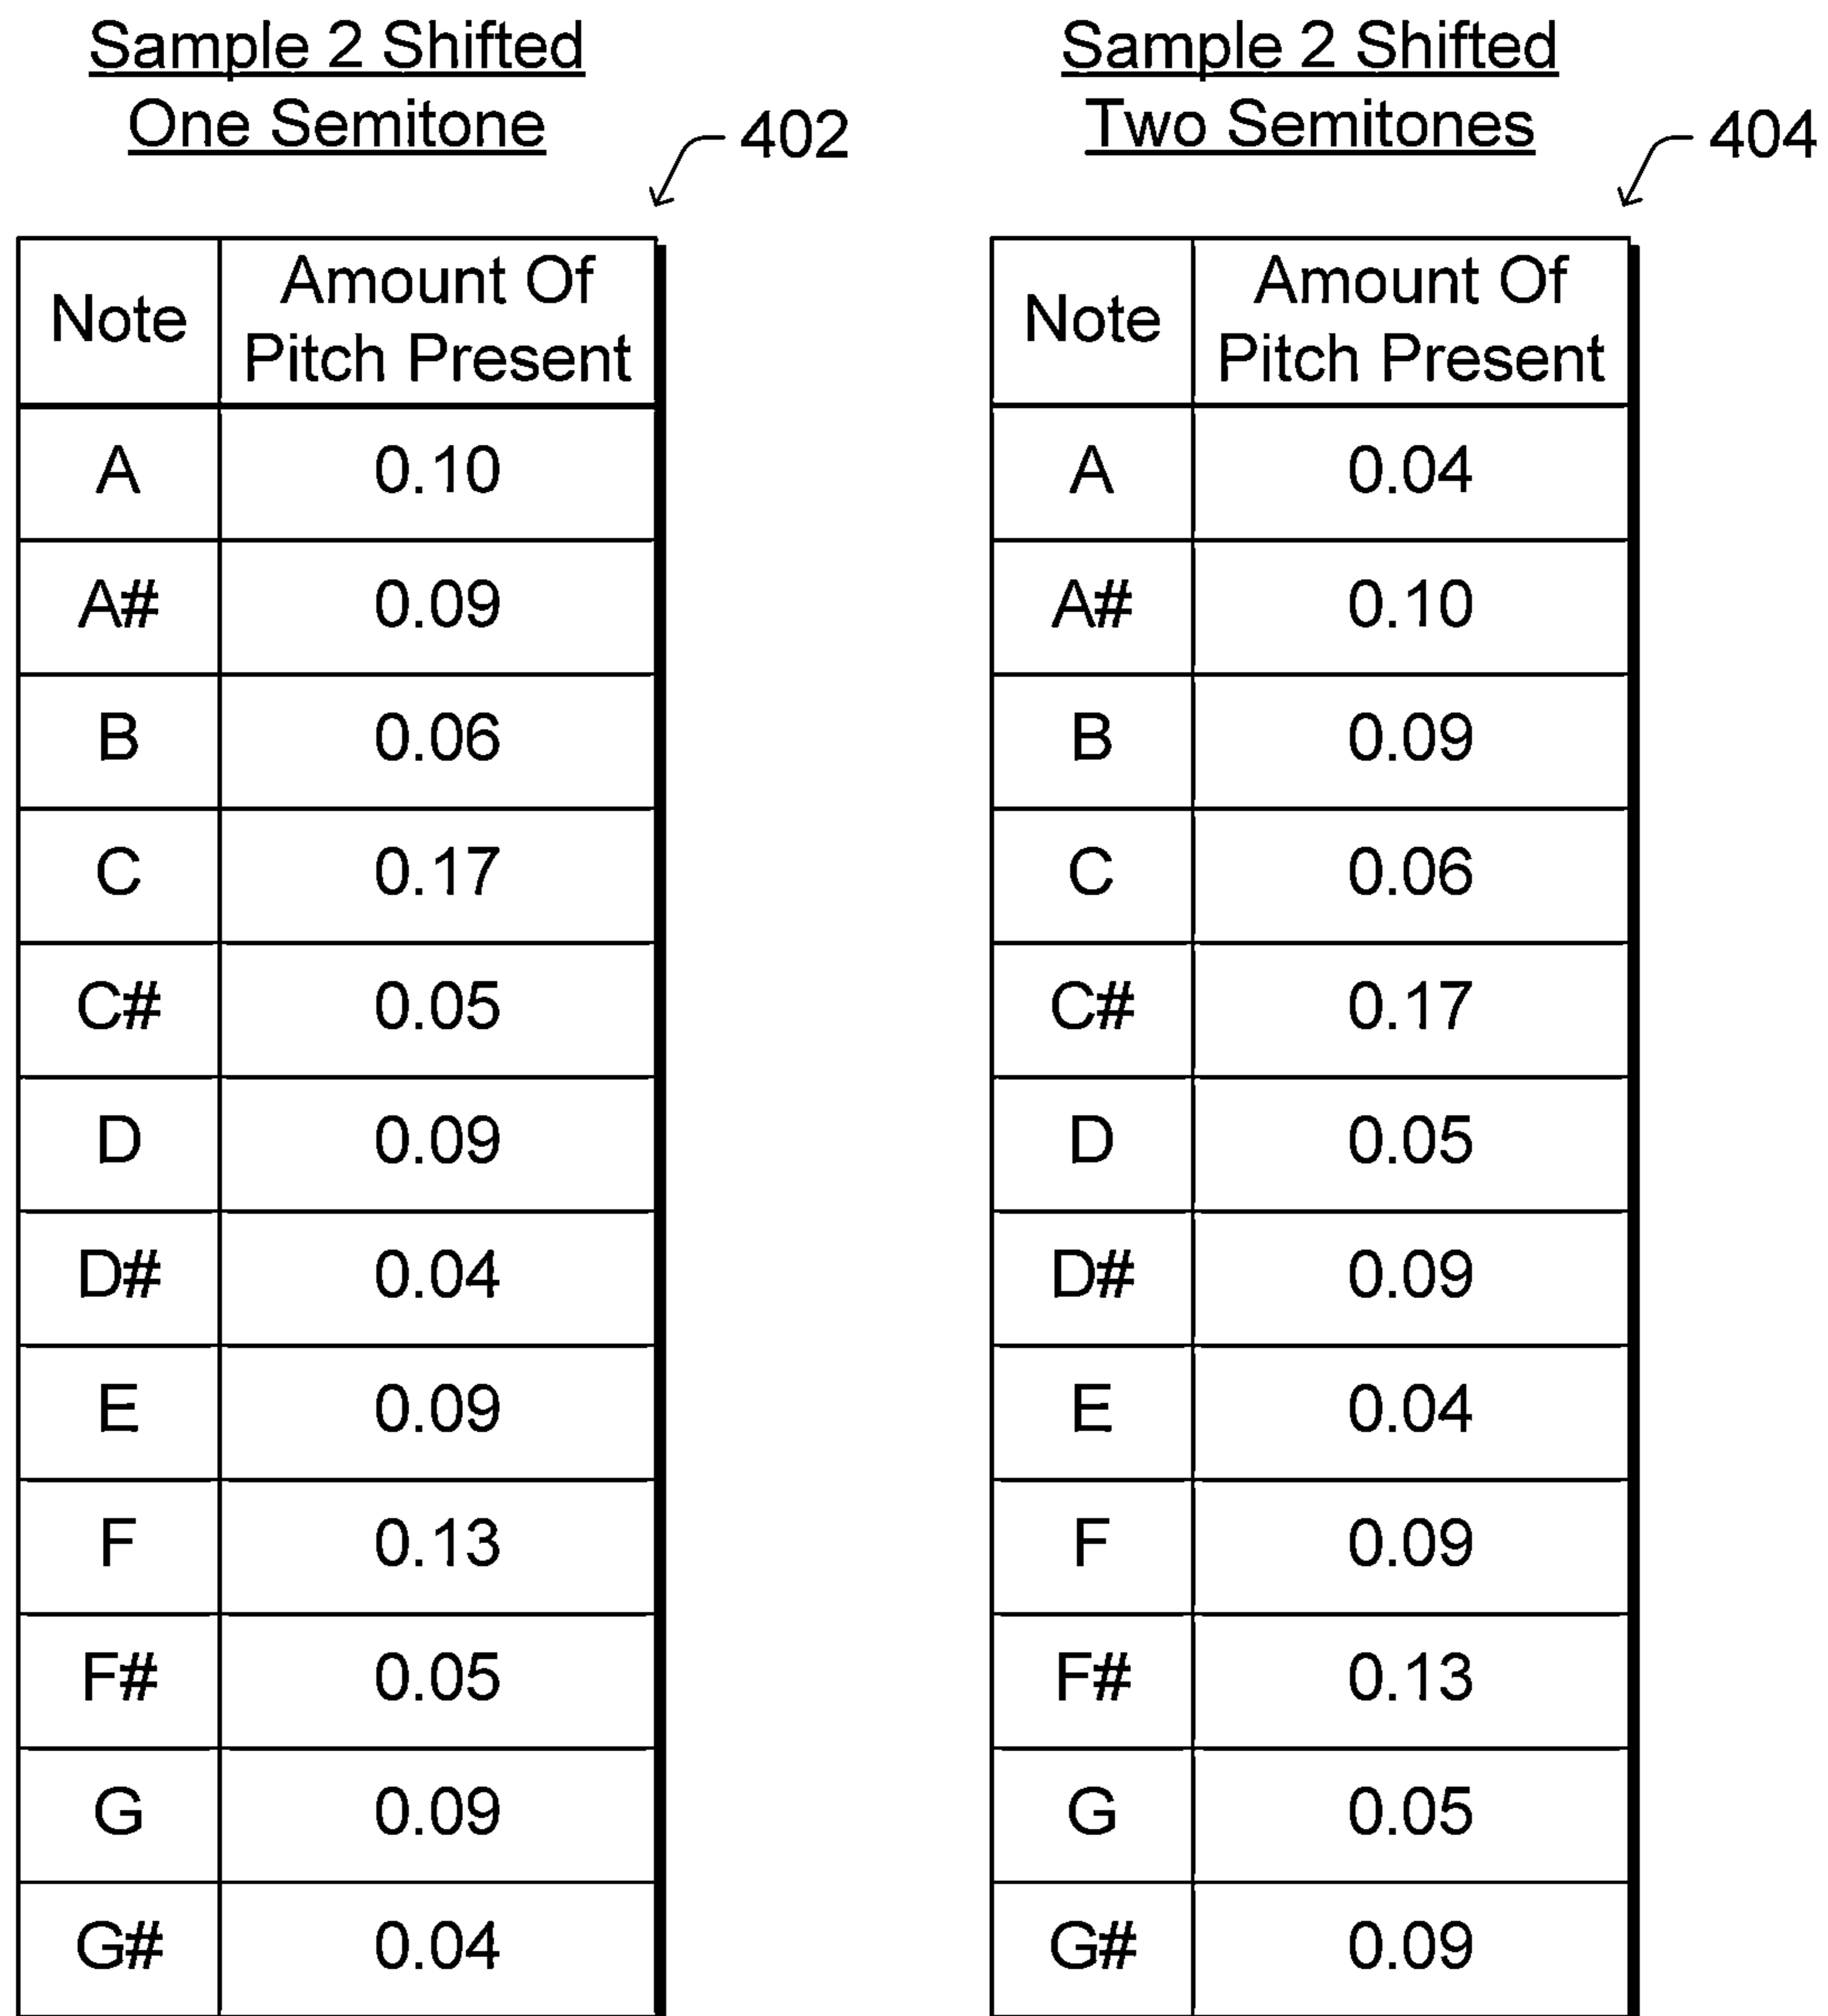 Sample 2 Shifted
One Semitone
402
Note Amount Of
Pitch Present
A 0.10
A# 0.09
B 0.06
C 0.17
C# 0.05
D 0.09
D# 0.04
E 0.09
F 0.13
F# 0.05
G 0.09
G# 0.04
Sample 2 Shifted
Two Semitones
404
Note Amount Of
Pitch Present
A 0.04
A# 0.10
B 0.09
C 0.06
C# 0.17
D 0.05
D# 0.09
E 0.04
F 0.09
F# 0.13
G 0.05
G# 0.09